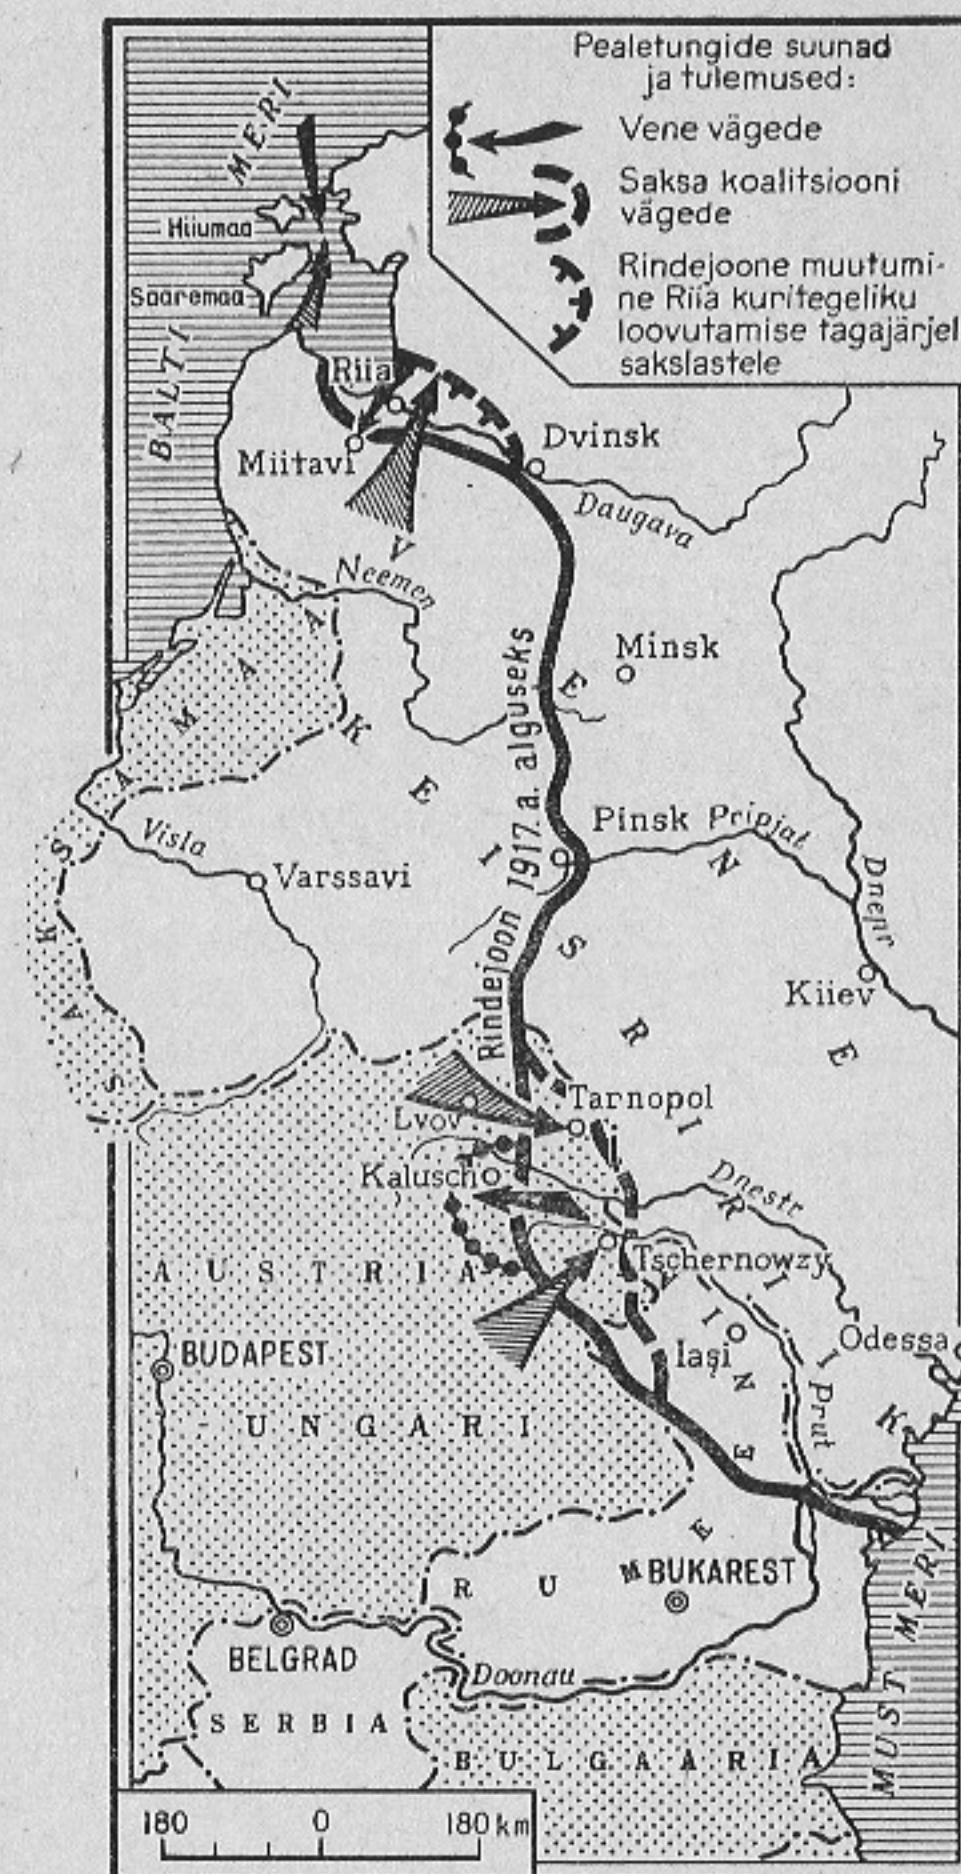 Pealetungide suunad
ja tulemused:
Vene vägede
Saksa koalitsiooni
vägede
Rindejoone muutumi-
ne Riia kuritegeliku
loovutamise tagajärjel
sakslastele
BALTI MERI
Hiiumaa
Saaremaa
Riia
Miitavi
Dvinsk
Daugava
Neemen
Minsk
Rindejoon 1917. a. alguseks
SAKSAMAA
VENE
KEISRIRIIK
Pinsk
Pripjat
Visla
Varssavi
Dnepr
Kiiev
Lvov
Tarnopol
Kalusch
Dnestr
Tschernowzy
AUSTRIA-
-UNGARI
Iaşi
Odessa
Prut
BUDAPEST
RUMEENIA
BUKAREST
BELGRAD
Doonau
SERBIA
BULGAARIA
MUST MERI
180 0 180 km